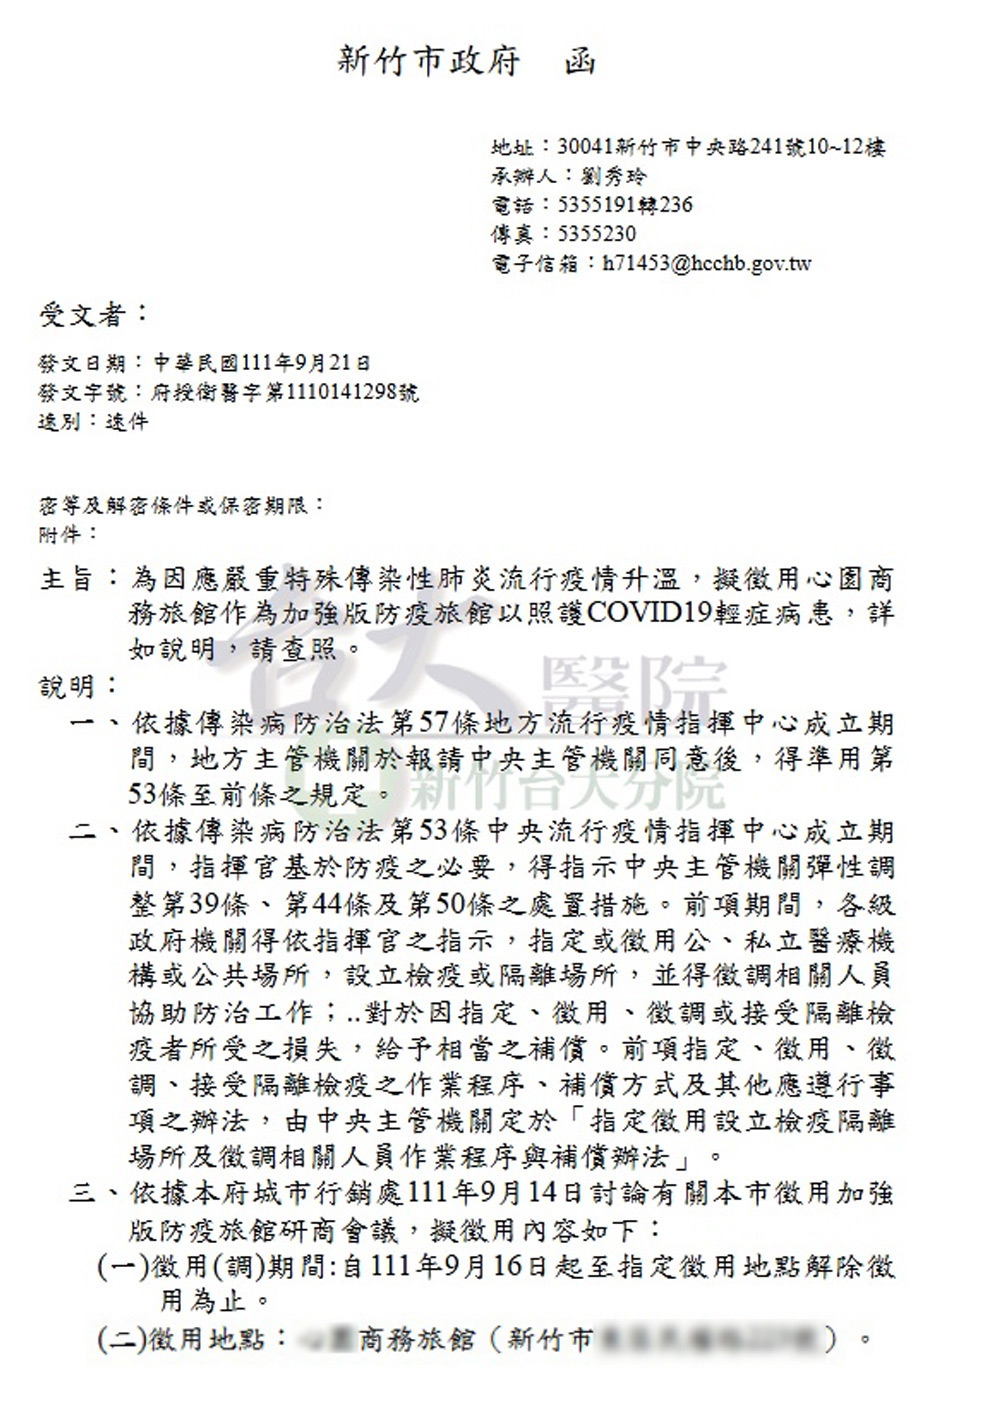 新竹市政府　函
地址：30041新竹市中央路241號10~12樓
承辦人：劉秀玲
電話：5355191轉236
傳真：5355230
電子信箱：h71453@hcchb.gov.tw
受文者：
發文日期：中華民國111年9月21日
發文字號：府授衛醫字第1110141298號
速別：速件
密等及解密條件或保密期限：
附件：
主旨：為因應嚴重特殊傳染性肺炎流行疫情升溫，擬徵用心園商
務旅館作為加強版防疫旅館以照護COVID19輕症病患，詳
如說明，請查照。
台大醫院
說明：
一、依據傳染病防治法第57條地方流行疫情指揮中心成立期
間，地方主管機關於報請中央主管機關同意後，得準用第
53條至前條之規定。
新竹台大分院
二、依據傳染病防治法第53條中央流行疫情指揮中心成立期
間，指揮官基於防疫之必要，得指示中央主管機關彈性調
整第39條、第44條及第50條之處置措施。前項期間，各級
政府機關得依指揮官之指示，指定或徵用公、私立醫療機
構或公共場所，設立檢疫或隔離場所，並得徵調相關人員
協助防治工作；..對於因指定、徵用、徵調或接受隔離檢
疫者所受之損失，給予相當之補償。前項指定、徵用、徵
調、接受隔離檢疫之作業程序、補償方式及其他應遵行事
項之辦法，由中央主管機關定於「指定徵用設立檢疫隔離
場所及徵調相關人員作業程序與補償辦法」。
三、依據本府城市行銷處111年9月14日討論有關本市徵用加強
版防疫旅館研商會議，擬徵用內容如下：
(一)徵用(調)期間:自111年9月16日起至指定徵用地點解除徵
用為止。
(二)徵用地點：商務旅館（新竹市）。